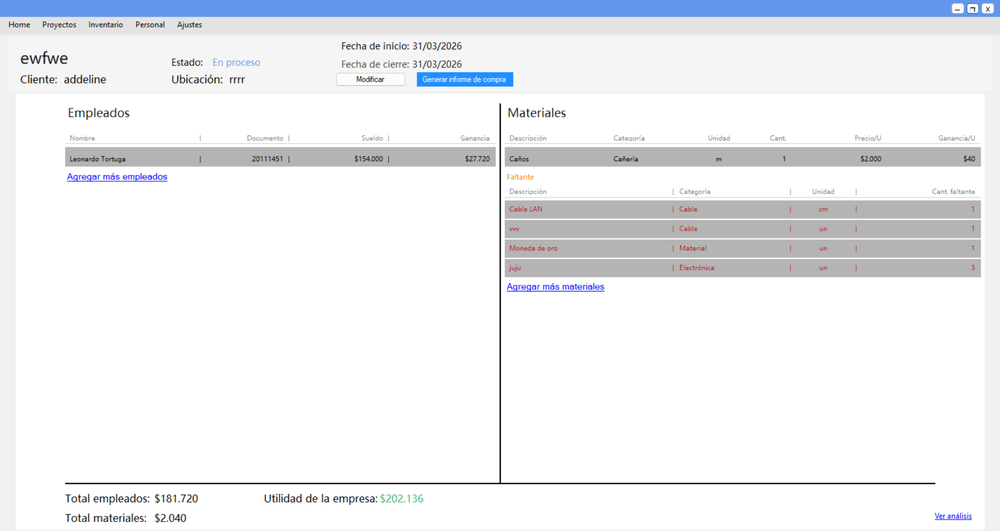 X
Home Proyectos Inventario Personal Ajustes
ewfwe
Cliente: addeline
Estado: En proceso
Ubicación: rrrr
Fecha de inicio: 31/03/2026
Fecha de cierre: 31/03/2026
Modificar Generar informe de compra
Empleados
Nombre | Documento | Sueldo | Ganancia
Leonardo Tortuga | 20111451 | $154.000 | $27.720
Agregar más empleados
Materiales
Descripción Categoría Unidad Cant. Precio/U Ganancia/U
Caños Cañería m 1 $2.000 $40
Faltante
Descripción | Categoría | Unidad | Cant. faltante
Cable LAN | Cable | cm | 1
vvv | Cable | un | 1
Moneda de oro | Material | un | 1
juju | Electrónica | un | 3
Agregar más materiales
Total empleados: $181.720 Utilidad de la empresa: $202.136
Total materiales: $2.040
Ver análisis